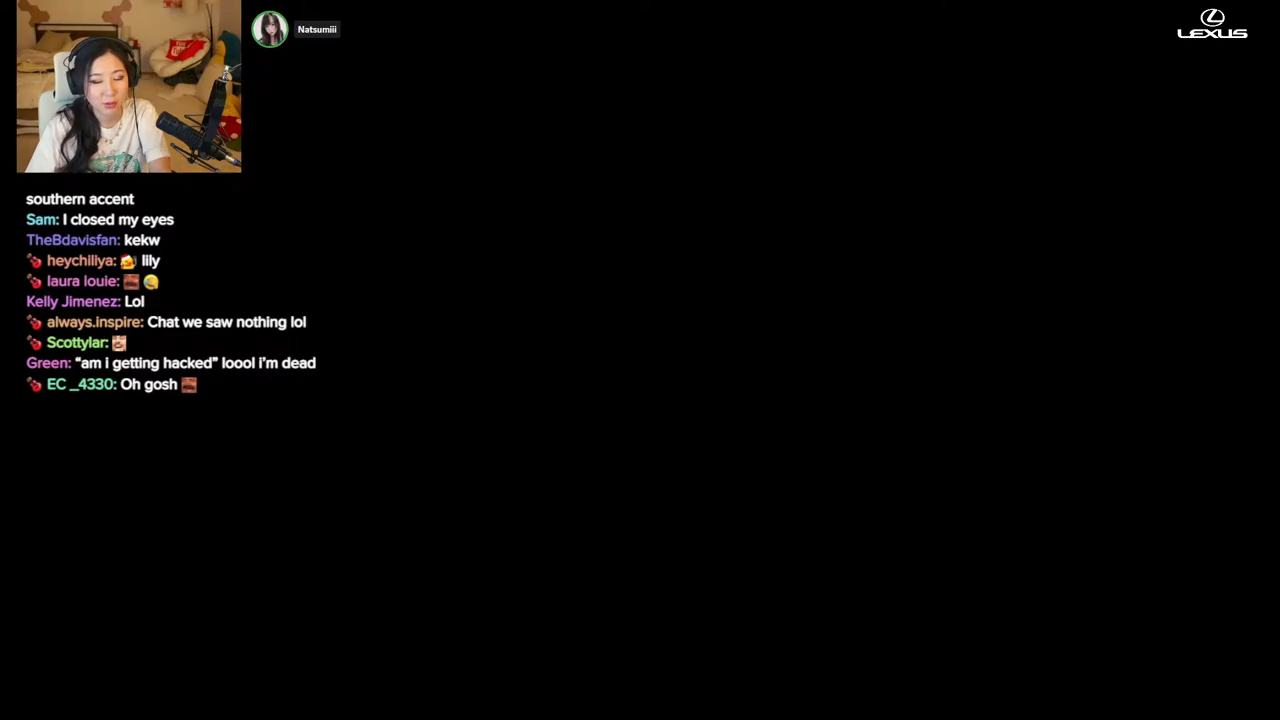 Natsumiii
LEXUS
southern accent
Sam: I closed my eyes
TheBdavisfan: kekw
heychiliya: lily
laura louie:
Kelly Jimenez: Lol
always.inspire: Chat we saw nothing lol
Scottylar:
Green: “am i getting hacked” loool i’m dead
EC _4330: Oh gosh